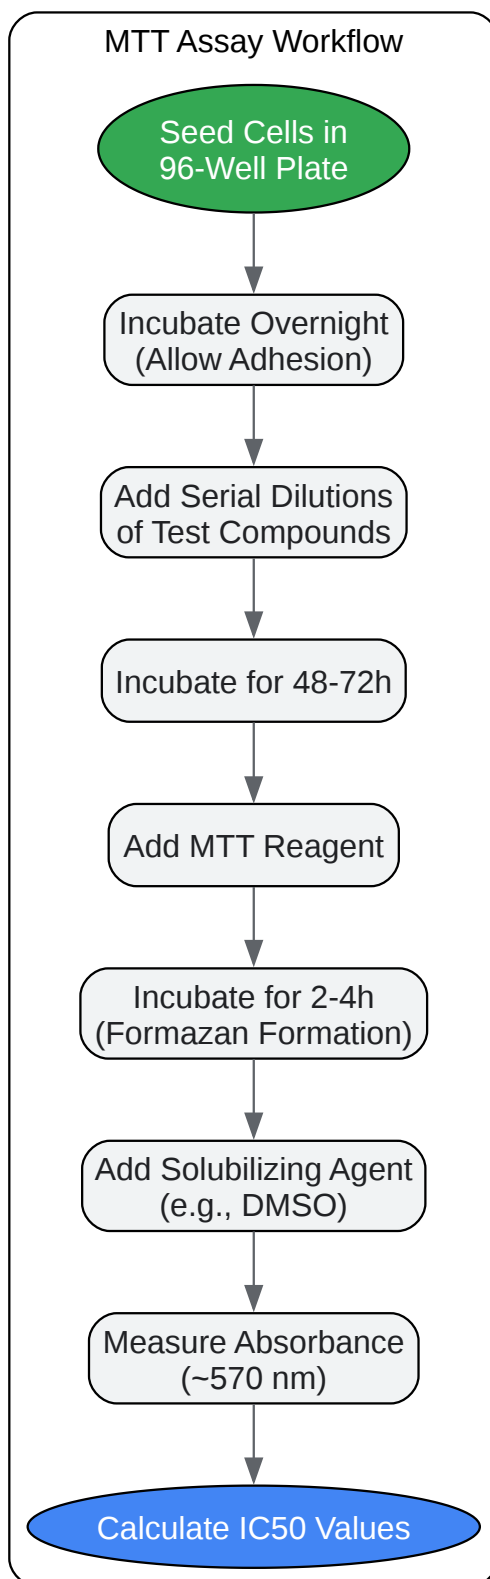 MTT Assay Workflow
Seed Cells in
96-Well Plate
Incubate Overnight
(Allow Adhesion)
Add Serial Dilutions
of Test Compounds
Incubate for 48-72h
Add MTT Reagent
Incubate for 2-4h
(Formazan Formation)
Add Solubilizing Agent
(e.g., DMSO)
Measure Absorbance
(~570 nm)
Calculate IC50 Values